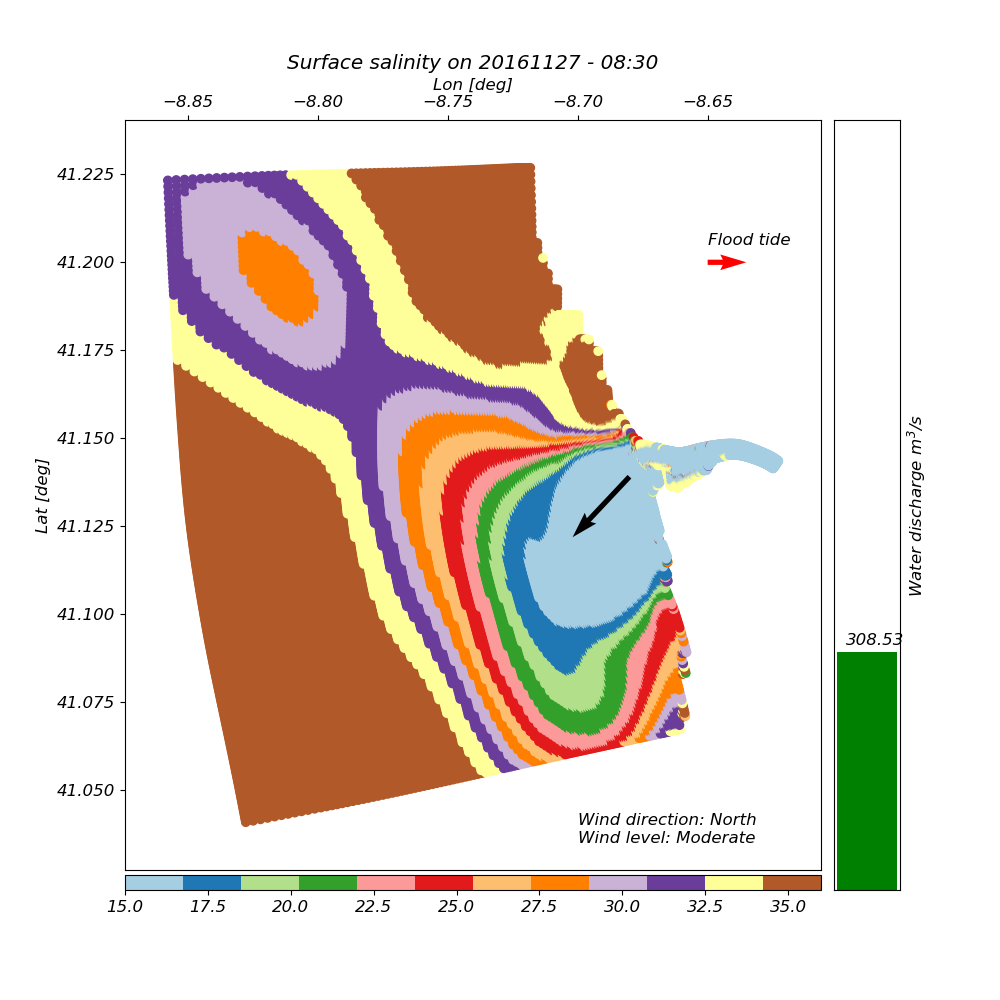 Surface salinity on 20161127 - 08:30
Lon [deg]
−8.85 −8.80 −8.75 −8.70 −8.65
41.225
41.200
41.175
41.150
41.125
41.100
41.075
41.050
Lat [deg]
Flood tide
Wind direction: North
Wind level: Moderate
15.0 17.5 20.0 22.5 25.0 27.5 30.0 32.5 35.0
308.53
Water discharge m³/s